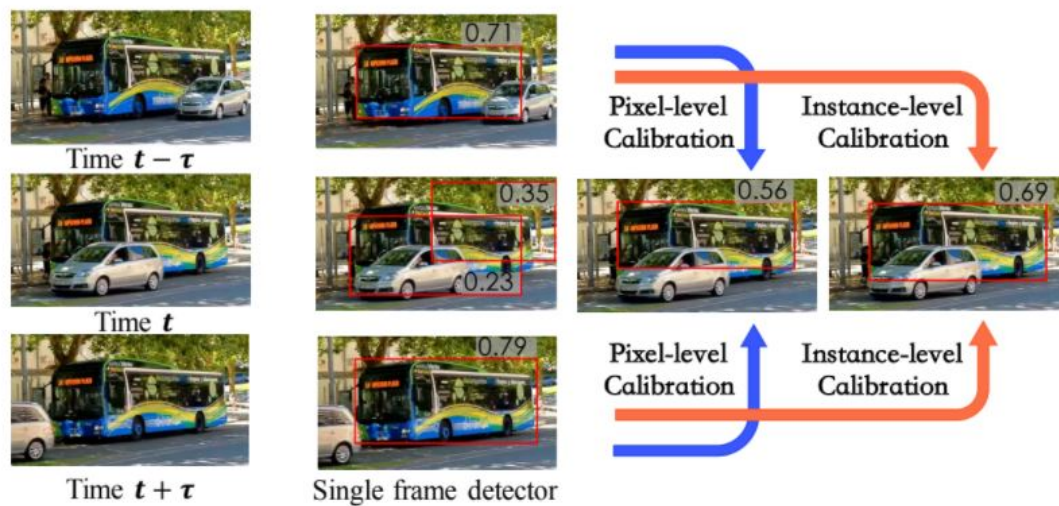 0.71
Pixel-level
Calibration
Instance-level
Calibration
Time t − τ
0.35
0.23
0.56
0.69
Time t
0.79
Pixel-level
Calibration
Instance-level
Calibration
Time t + τ
Single frame detector